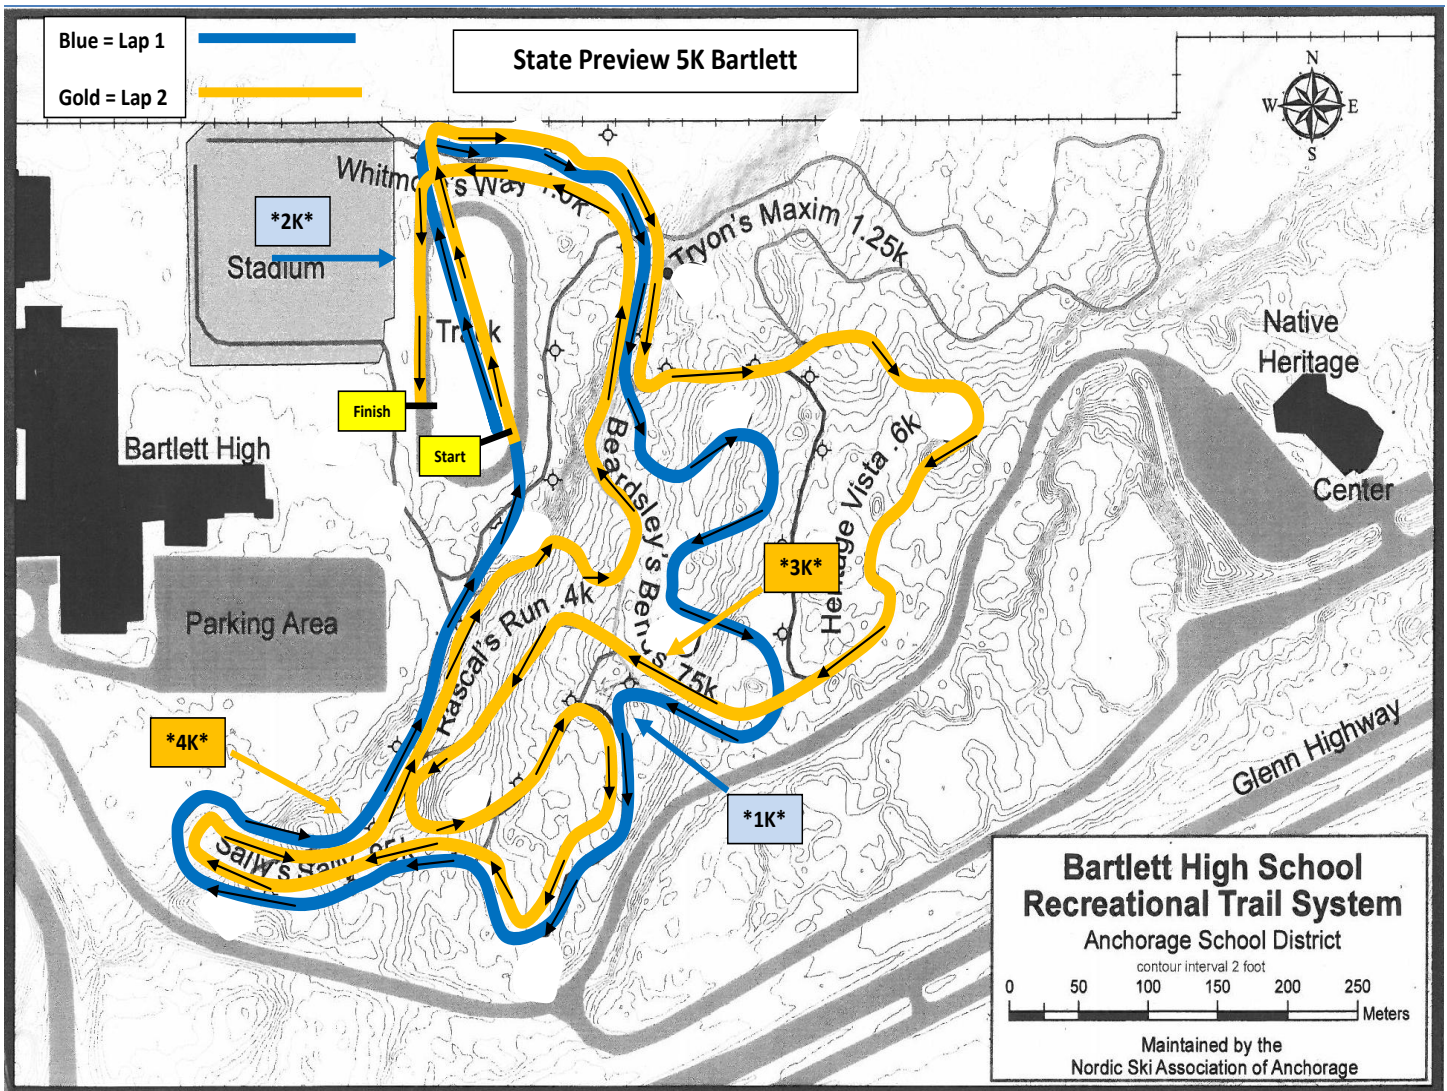 Blue = Lap 1
Gold = Lap 2
State Preview 5K Bartlett
N
W
E
S
*2K*
Stadium
Track
Tryon's Maxim 1.25k
Native
Heritage
Center
Finish
Start
Bartlett High
Parking Area
Beardsley's
.75k
Heritage Vista .6k
*3K*
Rascal's Run .4k
*4K*
*1K*
Sally's
Glenn Highway
Bartlett High School
Recreational Trail System
Anchorage School District
contour interval 2 foot
0 50 100 150 200 250
Meters
Maintained by the
Nordic Ski Association of Anchorage